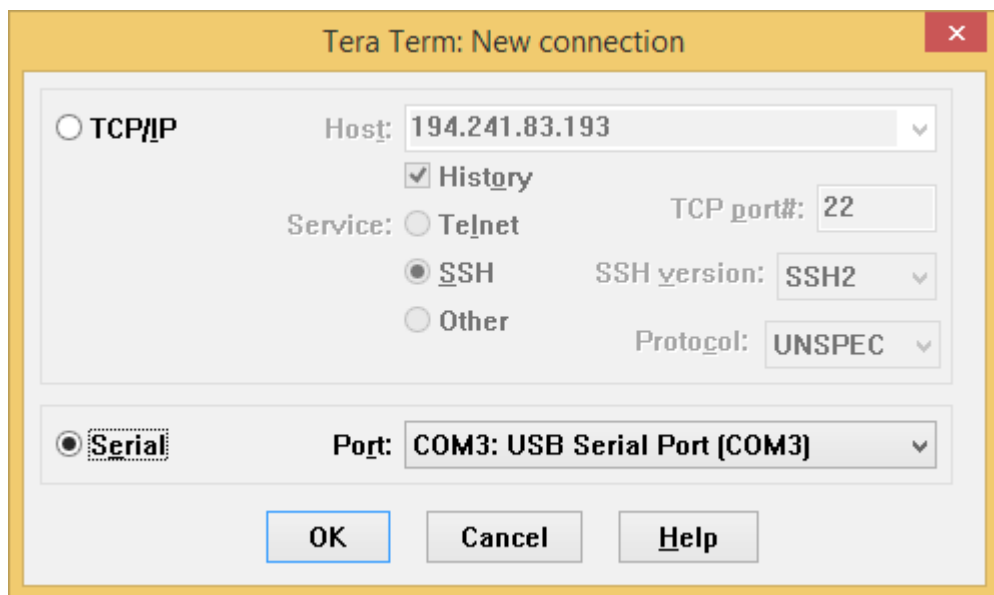 Tera Term: New connection
TCP/IP
Host: 194.241.83.193
History
Service: Telnet
TCP port#: 22
SSH
SSH version: SSH2
Other
Protocol: UNSPEC
Serial
Port: COM3: USB Serial Port (COM3)
OK Cancel Help